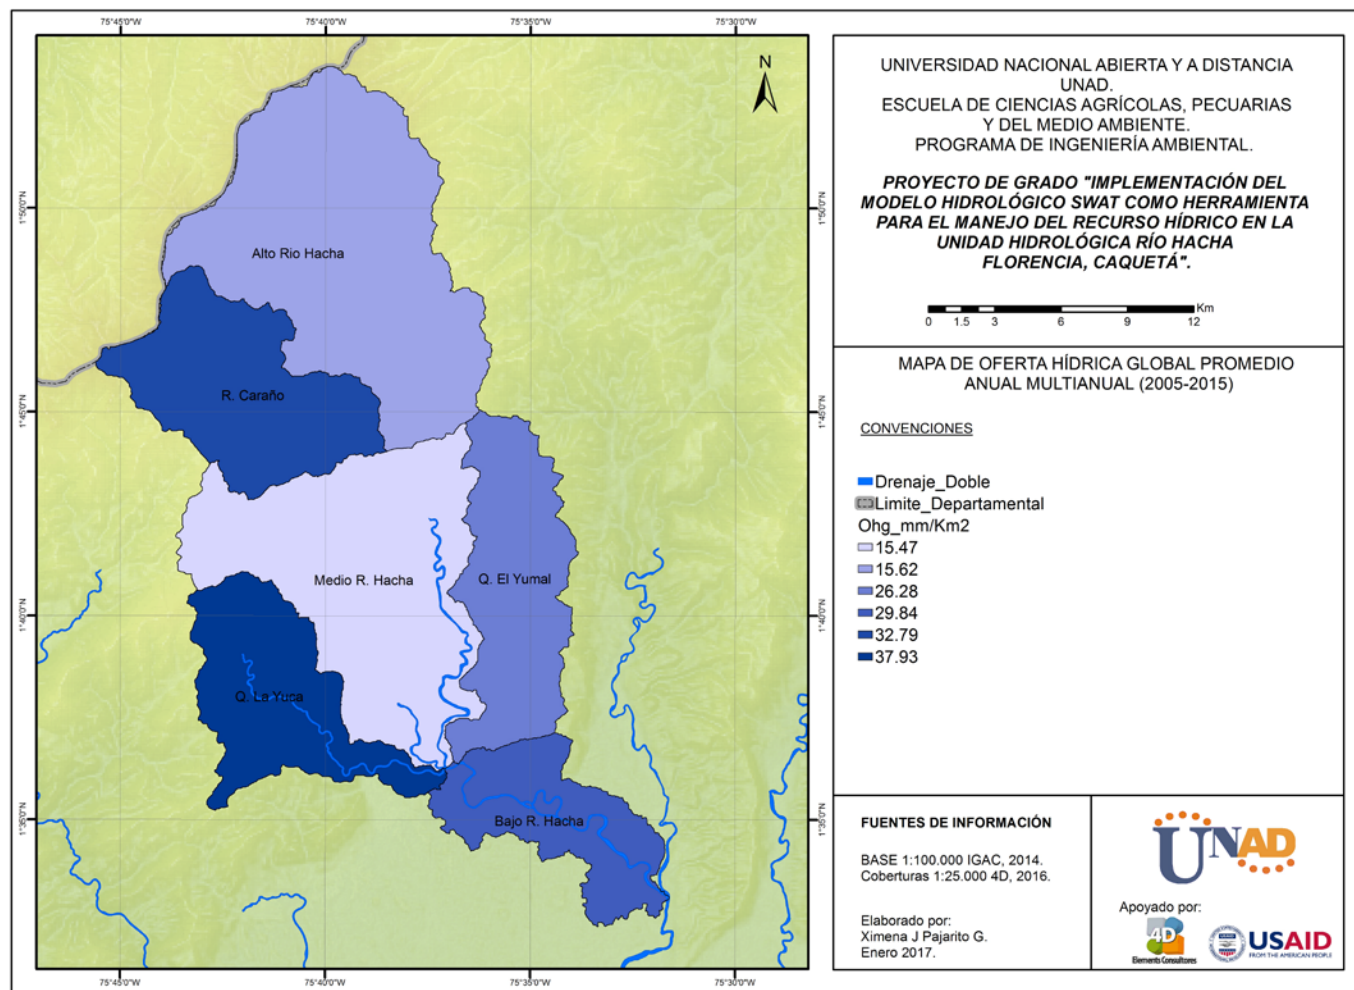 75°45'0"W
75°40'0"W
75°35'0"W
75°30'0"W
1°50'0"N
1°45'0"N
1°40'0"N
1°35'0"N
1°50'0"N
1°45'0"N
1°40'0"N
1°35'0"N
75°45'0"W
75°40'0"W
75°35'0"W
75°30'0"W
N
Alto Rio Hacha
R. Caraño
Medio R. Hacha
Q. El Yumal
Q. La Yuca
Bajo R. Hacha
UNIVERSIDAD NACIONAL ABIERTA Y A DISTANCIA
UNAD.
ESCUELA DE CIENCIAS AGRÍCOLAS, PECUARIAS
Y DEL MEDIO AMBIENTE.
PROGRAMA DE INGENIERÍA AMBIENTAL.
PROYECTO DE GRADO "IMPLEMENTACIÓN DEL
MODELO HIDROLÓGICO SWAT COMO HERRAMIENTA
PARA EL MANEJO DEL RECURSO HÍDRICO EN LA
UNIDAD HIDROLÓGICA RÍO HACHA
FLORENCIA, CAQUETÁ".
Km
0 1.5 3 6 9 12
MAPA DE OFERTA HÍDRICA GLOBAL PROMEDIO
ANUAL MULTIANUAL (2005-2015)
CONVENCIONES
Drenaje_Doble
Limite_Departamental
Ohg_mm/Km2
15.47
15.62
26.28
29.84
32.79
37.93
FUENTES DE INFORMACIÓN
BASE 1:100.000 IGAC, 2014.
Coberturas 1:25.000 4D, 2016.
Elaborado por:
Ximena J Pajarito G.
Enero 2017.
UNAD
Apoyado por:
4D
Elements Consultores
USAID
FROM THE AMERICAN PEOPLE